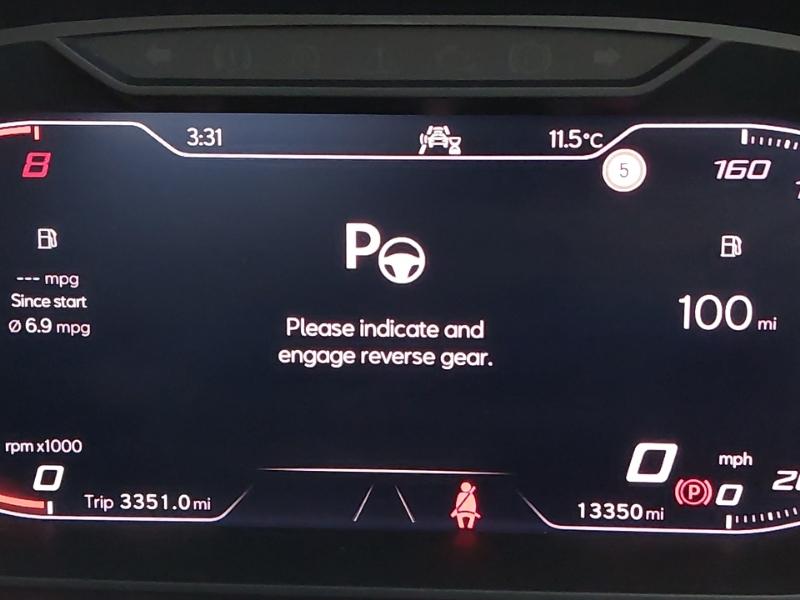 3:31
11.5°C
8
5
160
P
--- mpg
Since start
Ø 6.9 mpg
100 mi
Please indicate and
engage reverse gear.
rpm x1000
0
0 mph
P
0
20
Trip 3351.0 mi
13350 mi